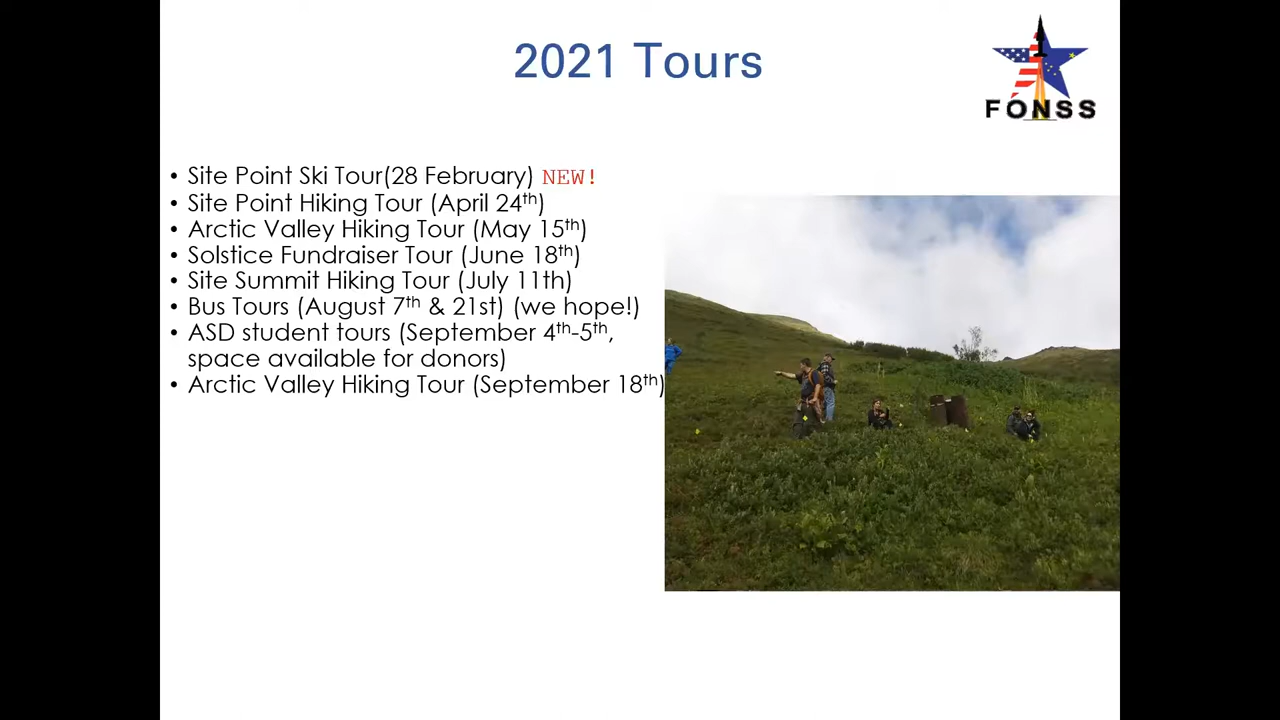 2021 Tours
FONSS
• Site Point Ski Tour(28 February) NEW!
• Site Point Hiking Tour (April 24th)
• Arctic Valley Hiking Tour (May 15th)
• Solstice Fundraiser Tour (June 18th)
• Site Summit Hiking Tour (July 11th)
• Bus Tours (August 7th & 21st) (we hope!)
• ASD student tours (September 4th-5th,
space available for donors)
• Arctic Valley Hiking Tour (September 18th)